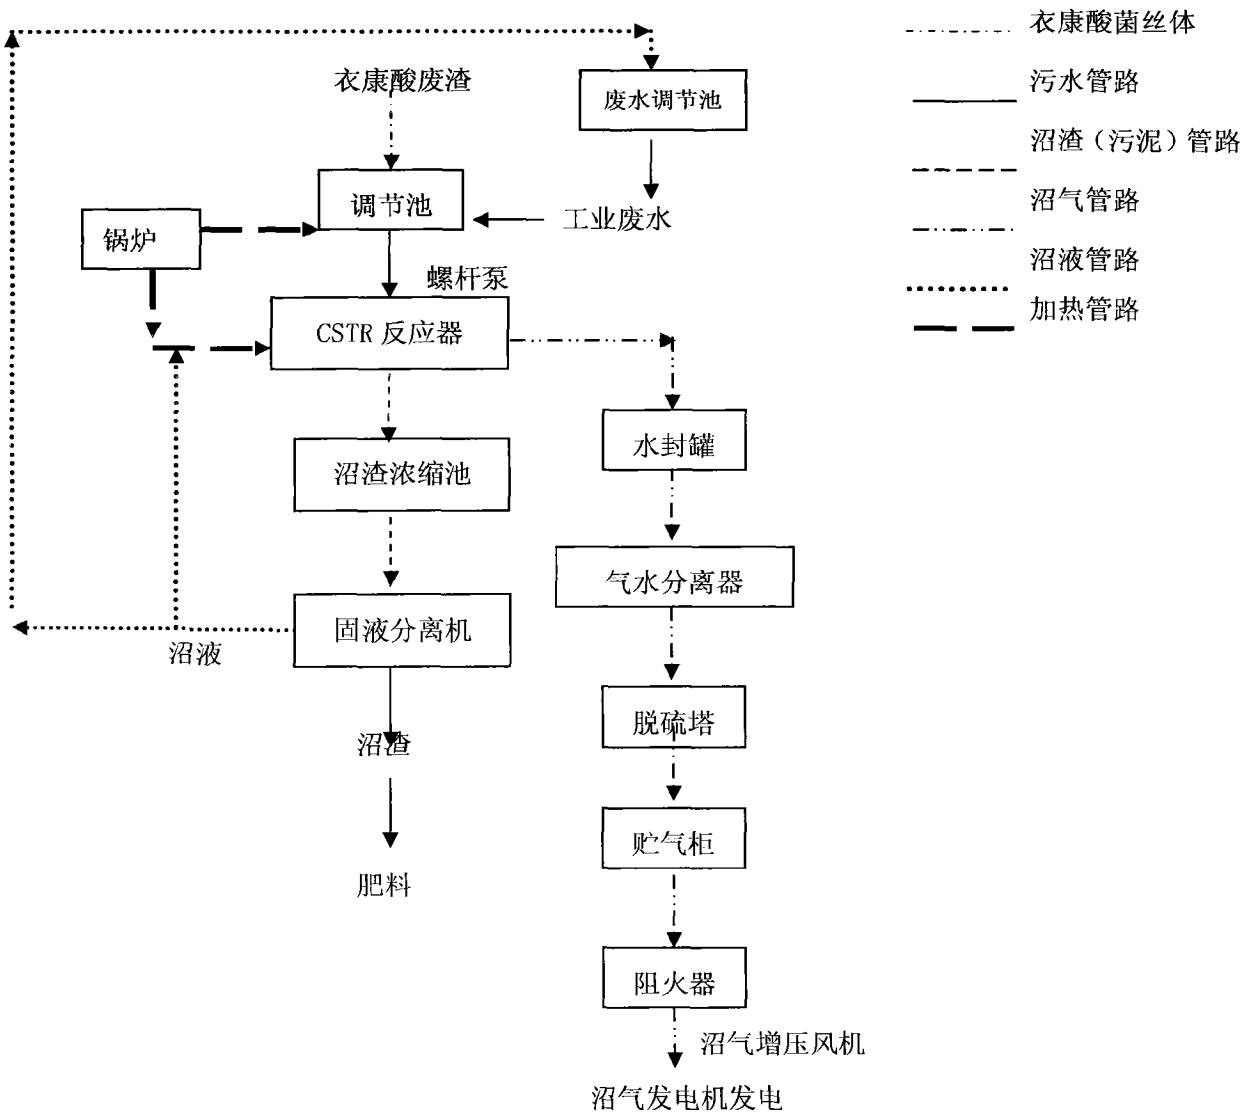 衣康酸菌丝体
衣康酸废渣
污水管路
废水调节池
沼渣（污泥）管路
调节池
沼气管路
工业废水
锅炉
沼液管路
螺杆泵
加热管路
CSTR 反应器
水封罐
沼渣浓缩池
气水分离器
固液分离机
沼液
脱硫塔
沼渣
贮气柜
肥料
阻火器
沼气增压风机
沼气发电机发电